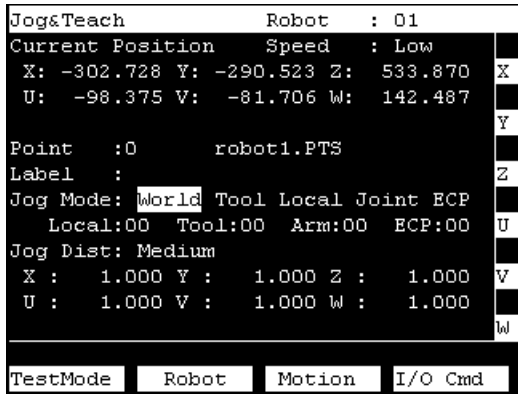 Jog&Teach Robot : 01
Current Position Speed : Low
X: -302.728 Y: -290.523 Z: 533.870
U: -98.375 V: -81.706 W: 142.487
Point :0 robot1.PTS
Label :
Jog Mode: World Tool Local Joint ECP
Local:00 Tool:00 Arm:00 ECP:00
Jog Dist: Medium
X : 1.000 Y : 1.000 Z : 1.000
U : 1.000 V : 1.000 W : 1.000
X
Y
Z
U
V
W
TestMode Robot Motion I/O Cmd